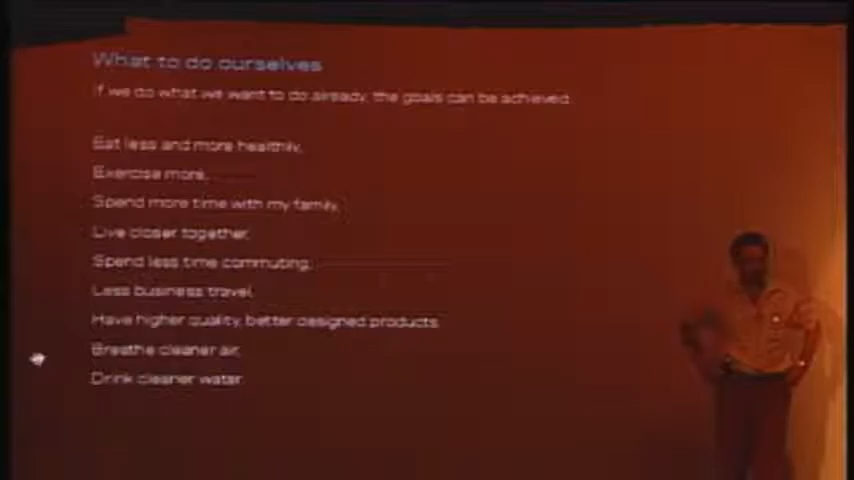 What to do ourselves
If we do what we want to do already, the goals can be achieved.
Eat less and more healthily,
Exercise more,
Spend more time with my family,
Live closer together,
Spend less time commuting,
Less business travel,
Have higher quality, better designed products,
Breathe cleaner air,
Drink cleaner water.